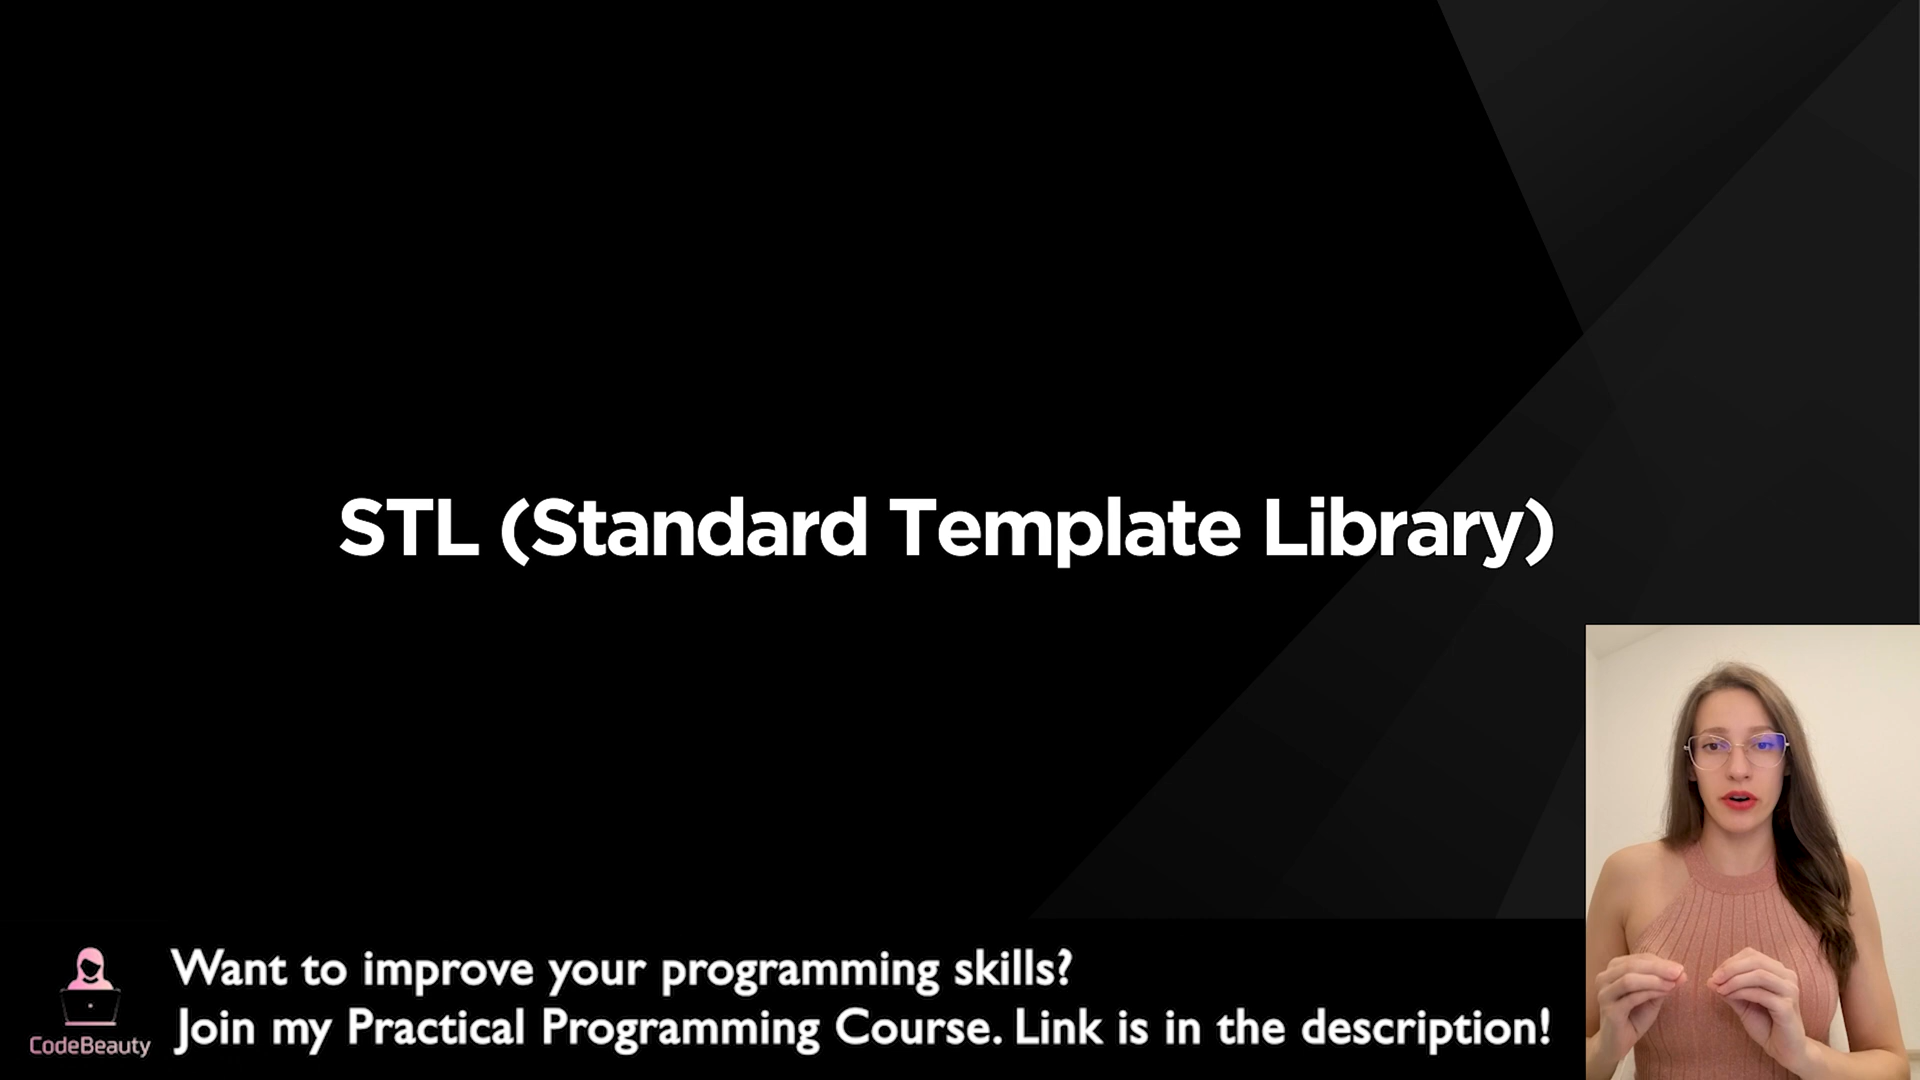 STL (Standard Template Library)
Want to improve your programming skills?
Join my Practical Programming Course. Link is in the description!
CodeBeauty